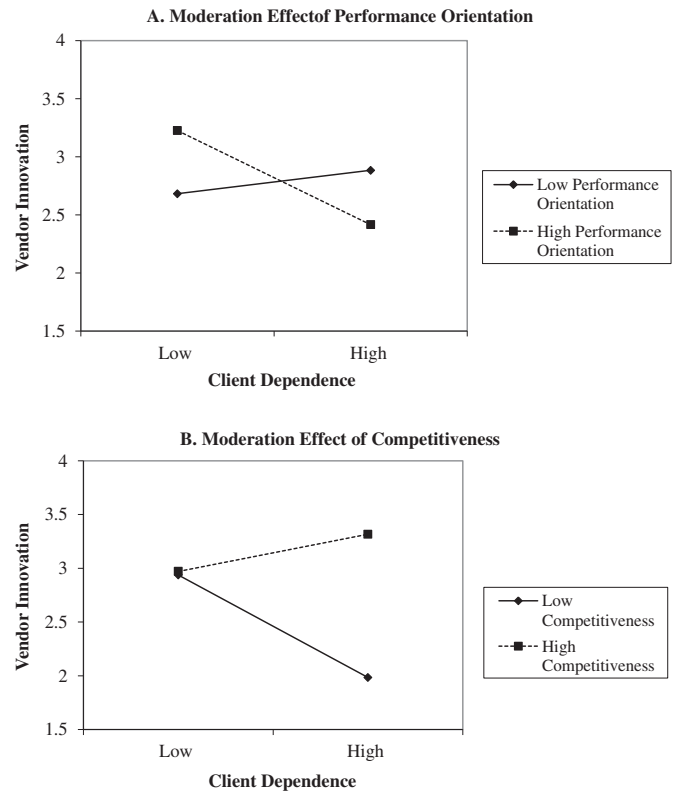 A. Moderation Effectof Performance Orientation
4
3.5
3
2.5
2
1.5
Vendor Innovation
Low
High
Client Dependence
Low Performance
Orientation
High Performance
Orientation
B. Moderation Effect of Competitiveness
4
3.5
3
2.5
2
1.5
Vendor Innovation
Low
High
Client Dependence
Low
Competitiveness
High
Competitiveness